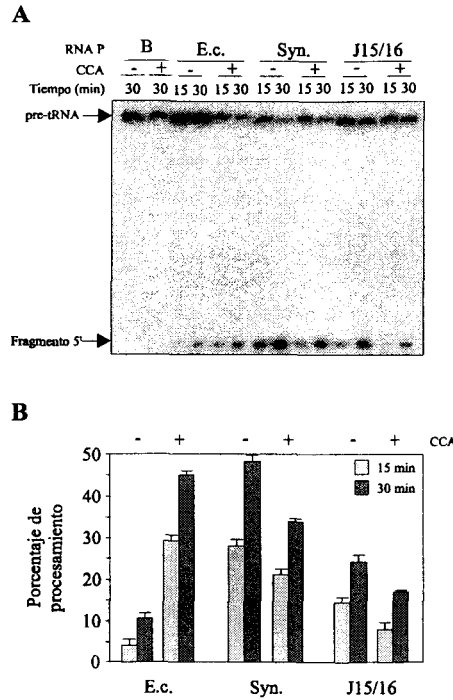 A
RNA P B E.c. Syn. J15/16
CCA - + - + - + - +
Tiempo (min) 30 30 15 30 15 30 15 30 15 30 15 30 15 30
pre-tRNA
Fragmento 5'
B
- + - + - + CCA
50
40
30
20
10
0
Porcentaje de
procesamiento
15 min
30 min
E.c. Syn. J15/16